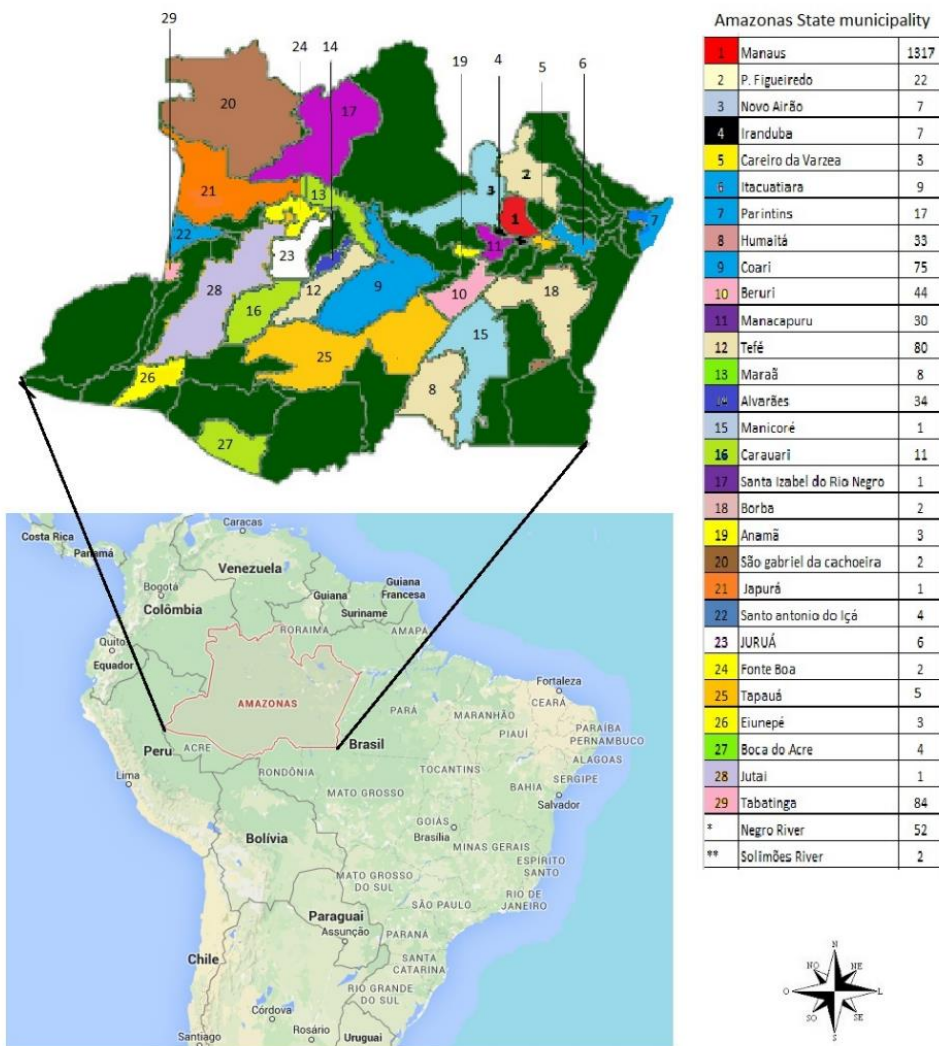 29
24
14
19
4
5
6
20
17
21
13
3
2
1
7
22
11
23
28
12
9
10
18
16
15
25
26
8
27
Amazonas State municipality
1 Manaus 1317
2 P. Figueiredo 22
3 Novo Airão 7
4 Iranduba 7
5 Careiro da Varzea 3
6 Itacuatiara 9
7 Parintins 17
8 Humaitá 33
9 Coari 75
10 Beruri 44
11 Manacapuru 30
12 Tefé 80
13 Maraã 8
14 Alvarães 34
15 Manicoré 1
16 Carauari 11
17 Santa Izabel do Rio Negro 1
18 Borba 2
19 Anamã 3
20 São gabriel da cachoeira 2
21 Japurá 1
22 Santo antonio do Içá 4
23 JURUÁ 6
24 Fonte Boa 2
25 Tapauá 5
26 Eiunepé 3
27 Boca do Acre 4
28 Jutai 1
29 Tabatinga 84
* Negro River 52
** Solimões River 2
Costa Rica
Panamá
Caracas
Venezuela
Bogotá
Colômbia
Guiana
Guiana
Francesa
Suriname
RORAIMA
AMAPÁ
Quito
Equador
AMAZONAS
PARÁ
MARANHÃO
Fortaleza
CEARÁ
PIAUÍ
PARAÍBA
PERNAMBUCO
ALAGOAS
SERGIPE
Peru
ACRE
Brasil
RONDÔNIA
TOCANTINS
BAHIA
Salvador
Lima
MATO GROSSO
GOIÁS
Brasília
Bolívia
MINAS GERAIS
MATO GROSSO
DO SUL
ESPÍRITO
SANTO
SÃO PAULO
RIO DE
JANEIRO
Paraguai
Assunção
PARANÁ
SANTA
CATARINA
Chile
RIO GRANDE
DO SUL
Córdova
Rosário
Uruguai
Santiago
N
NO
NE
O
L
SO
SE
S